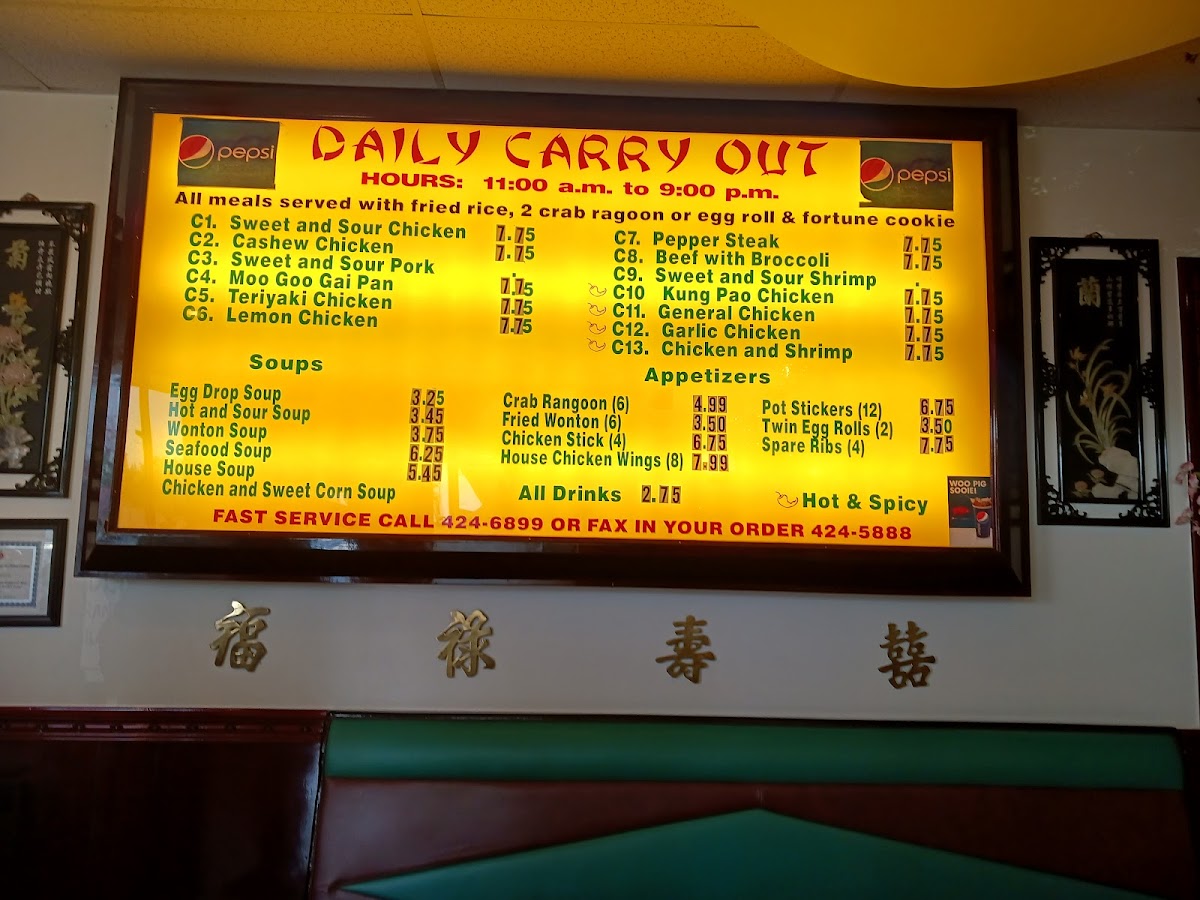 pepsi
DAILY CARRY OUT
pepsi
HOURS: 11:00 a.m. to 9:00 p.m.
All meals served with fried rice, 2 crab ragoon or egg roll & fortune cookie
C1. Sweet and Sour Chicken 7.75
C2. Cashew Chicken 7.75
C3. Sweet and Sour Pork .
C4. Moo Goo Gai Pan 7.75
C5. Teriyaki Chicken 7.75
C6. Lemon Chicken 7.75
C7. Pepper Steak 7.75
C8. Beef with Broccoli 7.75
C9. Sweet and Sour Shrimp .
C10 Kung Pao Chicken 7.75
C11. General Chicken 7.75
C12. Garlic Chicken 7.75
C13. Chicken and Shrimp 7.75
Soups
Egg Drop Soup 3.25
Hot and Sour Soup 3.45
Wonton Soup 3.75
Seafood Soup 6.25
House Soup 5.45
Chicken and Sweet Corn Soup
Appetizers
Crab Rangoon (6) 4.99
Fried Wonton (6) 3.50
Chicken Stick (4) 6.75
House Chicken Wings (8) 7.99
Pot Stickers (12) 6.75
Twin Egg Rolls (2) 3.50
Spare Ribs (4) 7.75
All Drinks 2.75
Hot & Spicy
WOO PIG
SOOIE!
FAST SERVICE CALL 424-6899 OR FAX IN YOUR ORDER 424-5888
菊
蘭
福 祿 壽 囍